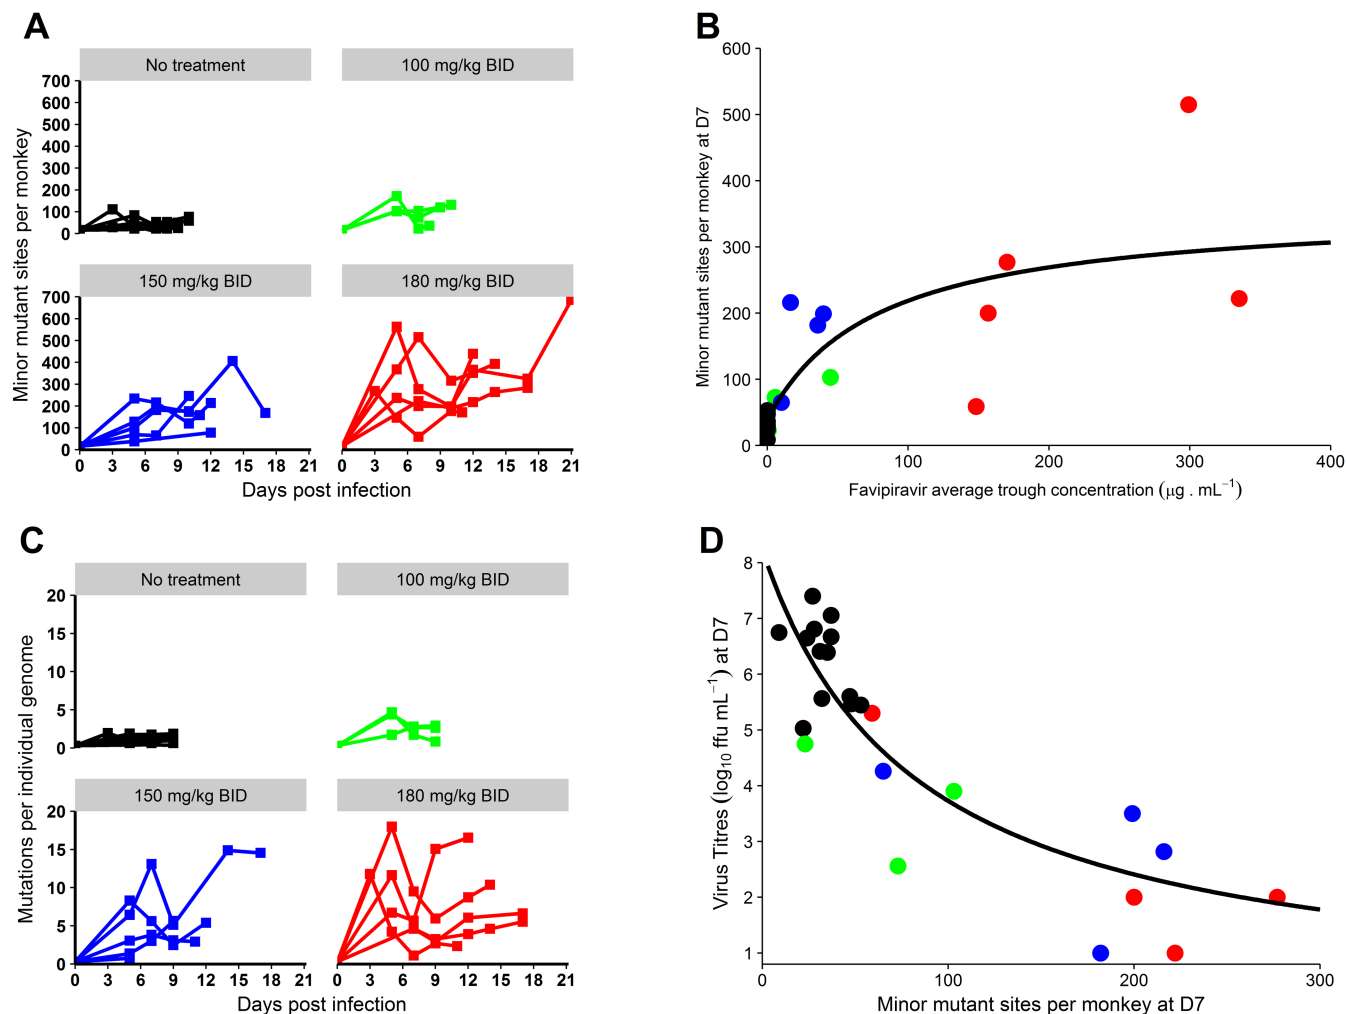 A
No treatment
100 mg/kg BID
700
600
500
400
300
200
100
0
150 mg/kg BID
180 mg/kg BID
700
600
500
400
300
200
100
0
0 3 6 9 12 15 18 21
0 3 6 9 12 15 18 21
Minor mutant sites per monkey
Days post infection
B
600
500
400
300
200
100
0
0 100 200 300 400
Minor mutant sites per monkey at D7
Favipiravir average trough concentration (μg . mL⁻¹)
C
No treatment
100 mg/kg BID
20
15
10
5
0
150 mg/kg BID
180 mg/kg BID
20
15
10
5
0
0 3 6 9 12 15 18 21
0 3 6 9 12 15 18 21
Mutations per individual genome
Days post infection
D
8
7
6
5
4
3
2
1
0 100 200 300
Virus Titres (log₁₀ ffu mL⁻¹) at D7
Minor mutant sites per monkey at D7